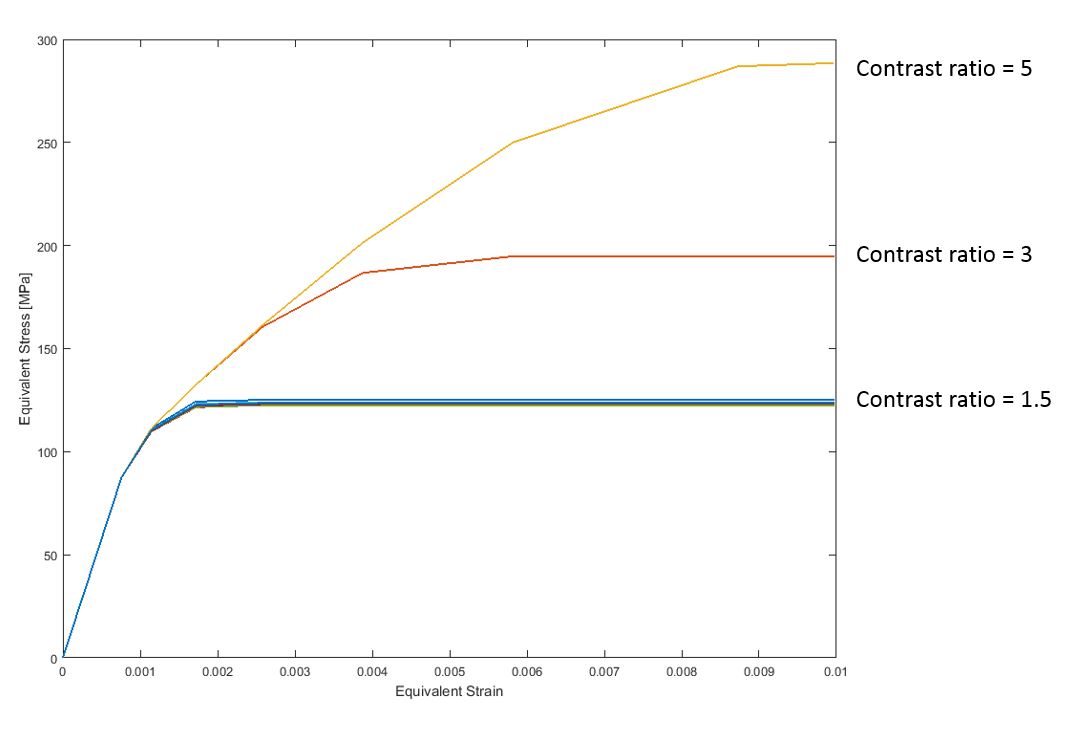 300
250
200
150
100
50
0
Equivalent Stress [MPa]
0 0.001 0.002 0.003 0.004 0.005 0.006 0.007 0.008 0.009 0.01
Equivalent Strain
Contrast ratio = 5
Contrast ratio = 3
Contrast ratio = 1.5